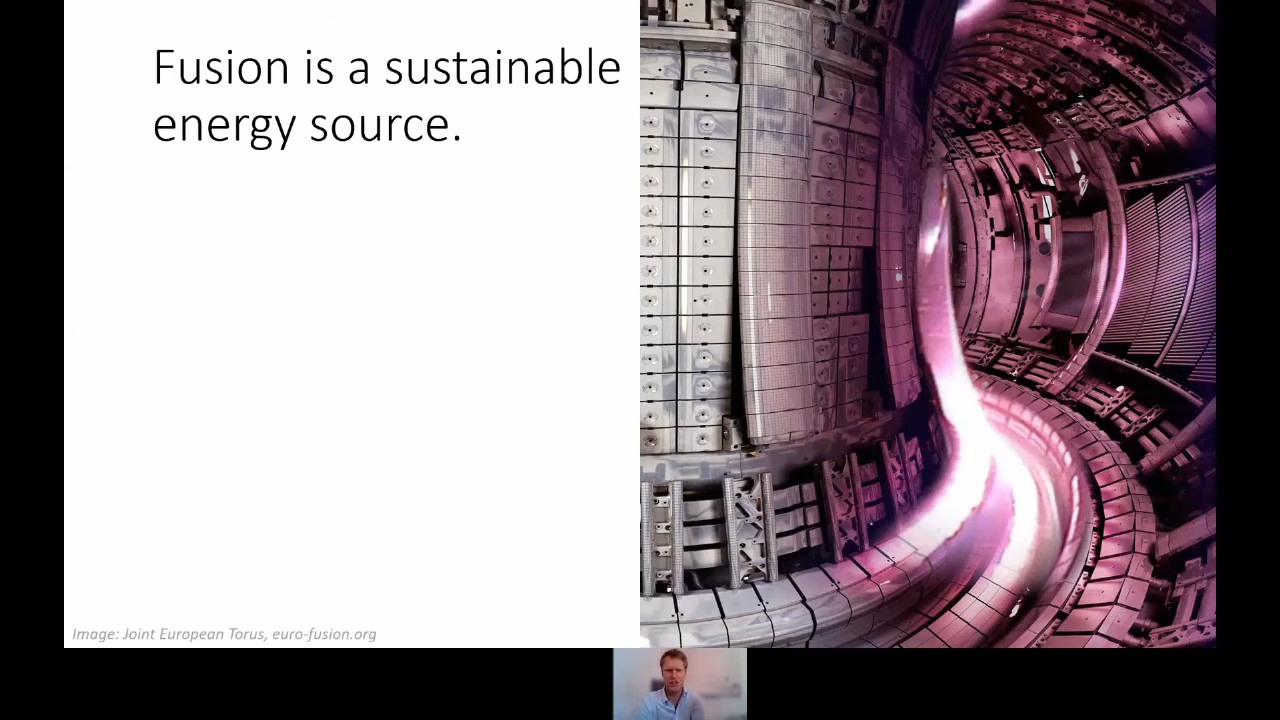 Fusion is a sustainable
energy source.
Image: Joint European Torus, euro-fusion.org